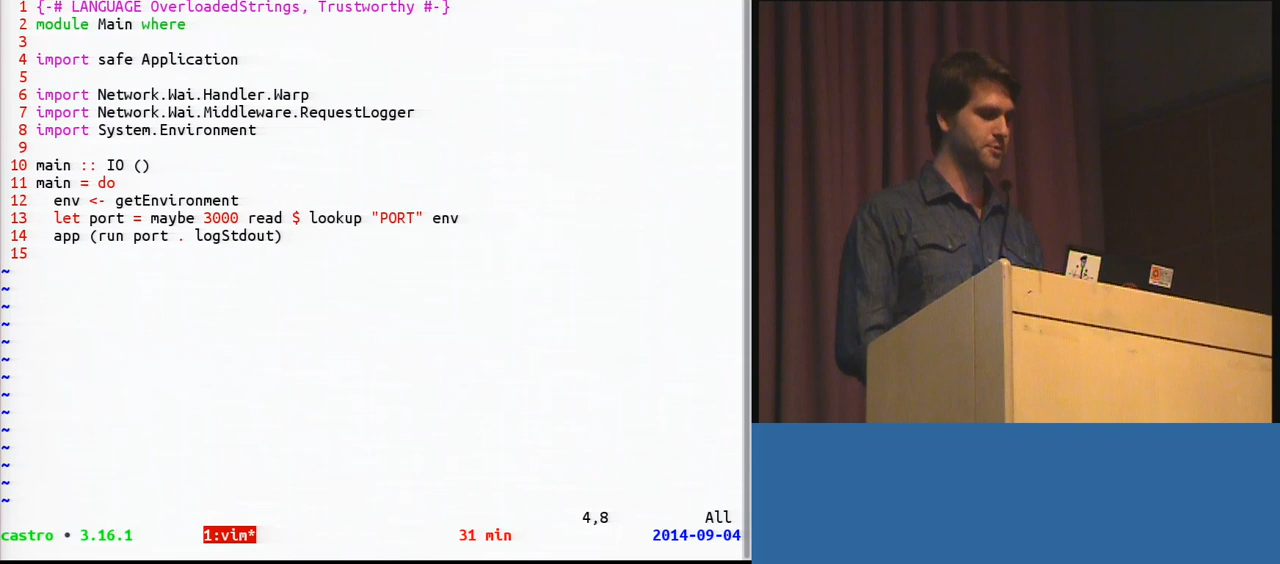 1 {-# LANGUAGE OverloadedStrings, Trustworthy #-}
2 module Main where
3
4 import safe Application
5
6 import Network.Wai.Handler.Warp
7 import Network.Wai.Middleware.RequestLogger
8 import System.Environment
9
10 main :: IO ()
11 main = do
12   env <- getEnvironment
13   let port = maybe 3000 read $ lookup "PORT" env
14   app (run port . logStdout)
15
~
~
~
~
~
~
~
~
~
~
~
~
~
~
4,8 All
castro • 3.16.1 1:vim* 31 min 2014-09-04